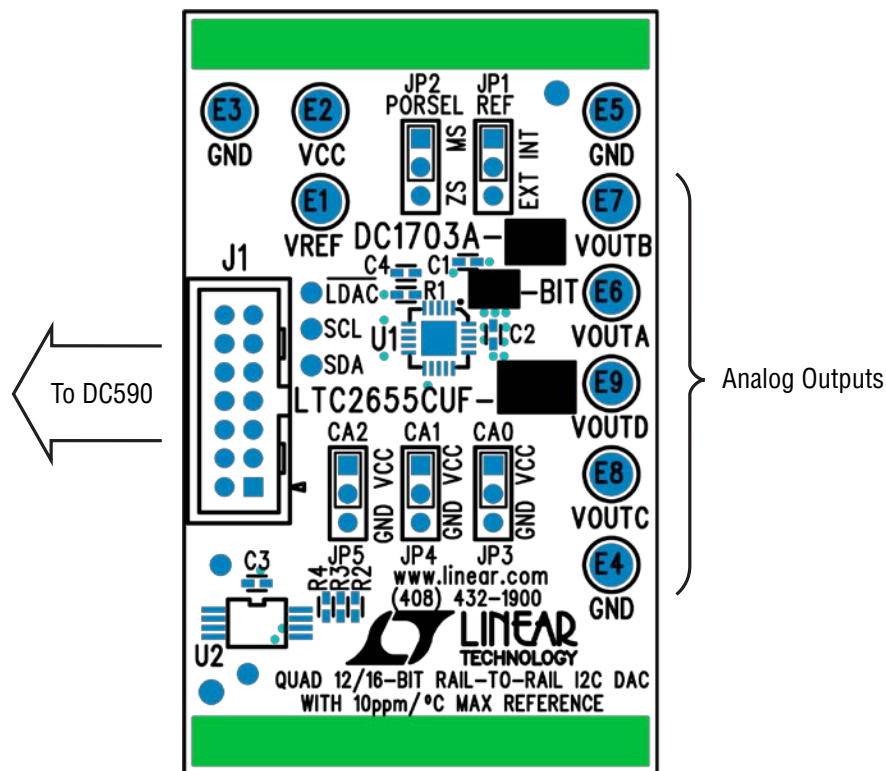 JP2 JP1
PORSEL REF
E3 E2 E5
GND VCC GND
MS INT
ZS EXT
E1 E7
VREF VOUTB
DC1703A-
J1
C4 C1
LDAC R1 -BIT E6
SCL U1 C2 VOUTA
SDA
To DC590
E9 Analog Outputs
LTC2655CUF-
VOUTD
CA2 CA1 CA0
VCC VCC VCC
GND GND GND
E8
VOUTC
JP5 JP4 JP3
C3 R4 R3 R2
www.linear.com
(408) 432-1900
E4
GND
U2
LINEAR
TECHNOLOGY
QUAD 12/16-BIT RAIL-TO-RAIL I2C DAC
WITH 10ppm/°C MAX REFERENCE